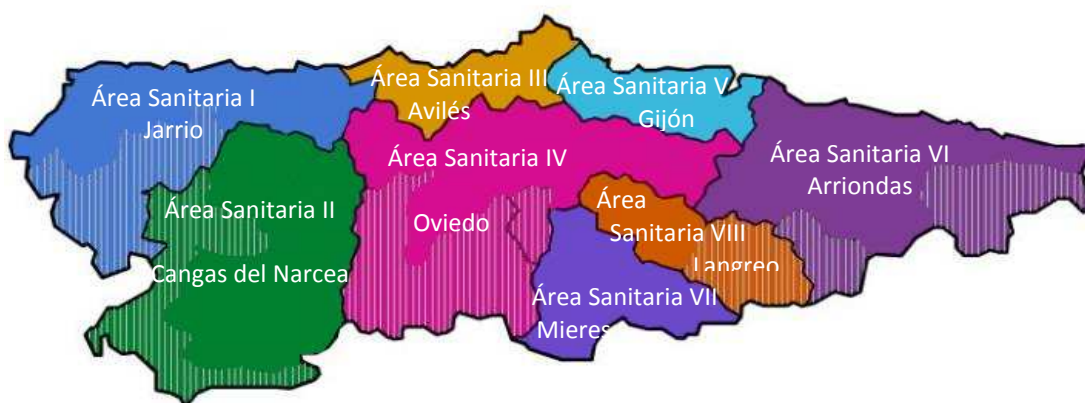 Área Sanitaria I
Jarrio
Área Sanitaria II
Cangas del Narcea
Área Sanitaria III
Avilés
Área Sanitaria IV
Oviedo
Área Sanitaria V
Gijón
Área Sanitaria VI
Arriondas
Área
Sanitaria VIII
Langreo
Área Sanitaria VII
Mieres